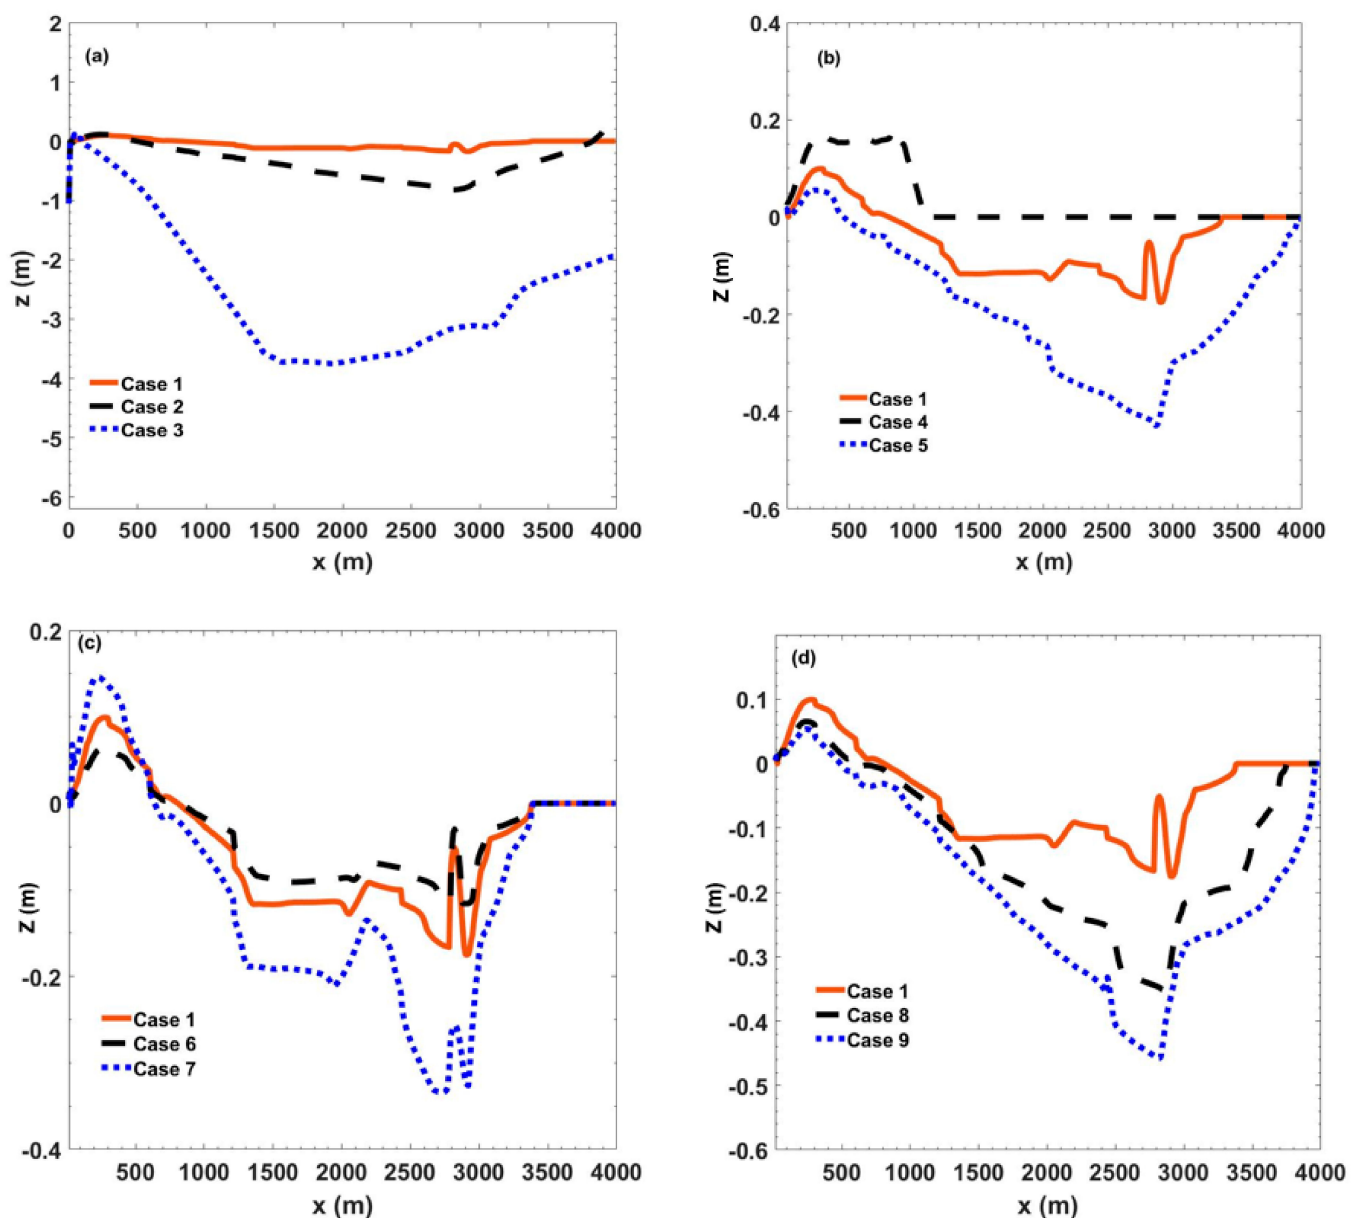 (a)
2
1
0
-1
-2
-3
-4
-5
-6
z (m)
Case 1
Case 2
Case 3
0 500 1000 1500 2000 2500 3000 3500 4000
x (m)
(b)
0.4
0.2
0
-0.2
-0.4
-0.6
Z (m)
Case 1
Case 4
Case 5
500 1000 1500 2000 2500 3000 3500 4000
x (m)
(c)
0.2
0
-0.2
-0.4
Z (m)
Case 1
Case 6
Case 7
500 1000 1500 2000 2500 3000 3500 4000
x (m)
(d)
0.1
0
-0.1
-0.2
-0.3
-0.4
-0.5
-0.6
Z (m)
Case 1
Case 8
Case 9
500 1000 1500 2000 2500 3000 3500 4000
x (m)